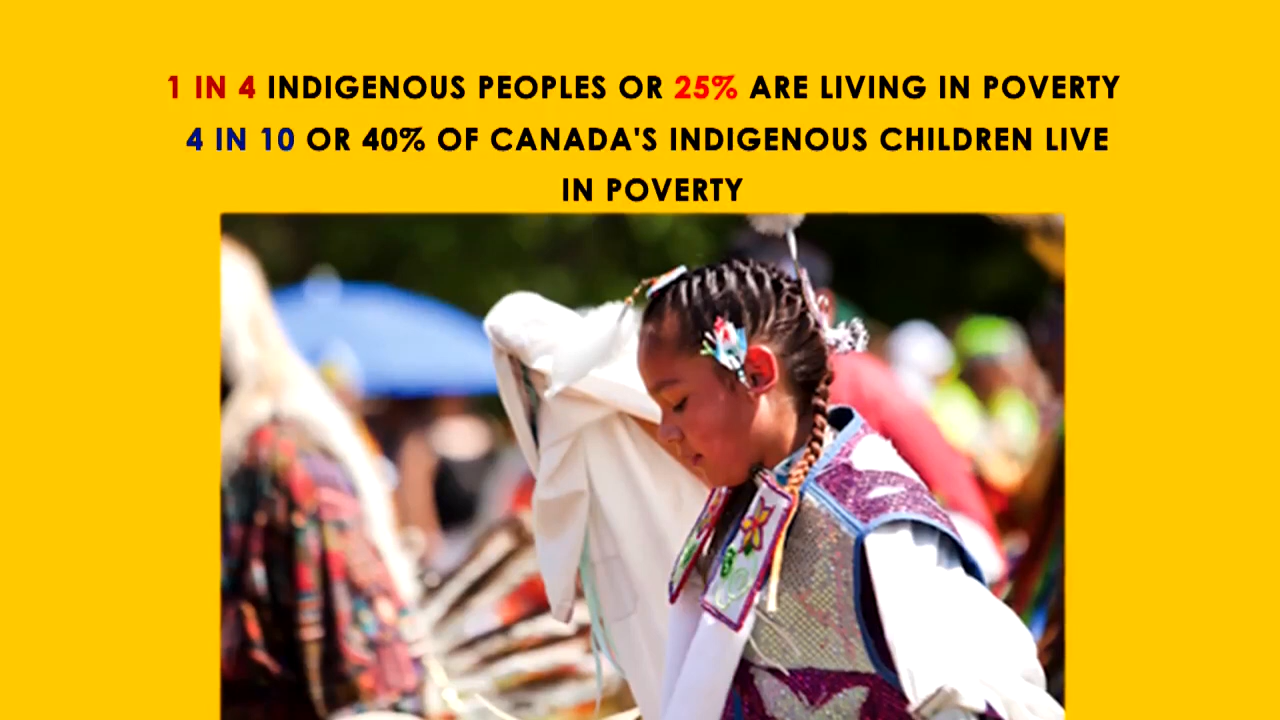 1 IN 4 INDIGENOUS PEOPLES OR 25% ARE LIVING IN POVERTY
4 IN 10 OR 40% OF CANADA'S INDIGENOUS CHILDREN LIVE
IN POVERTY